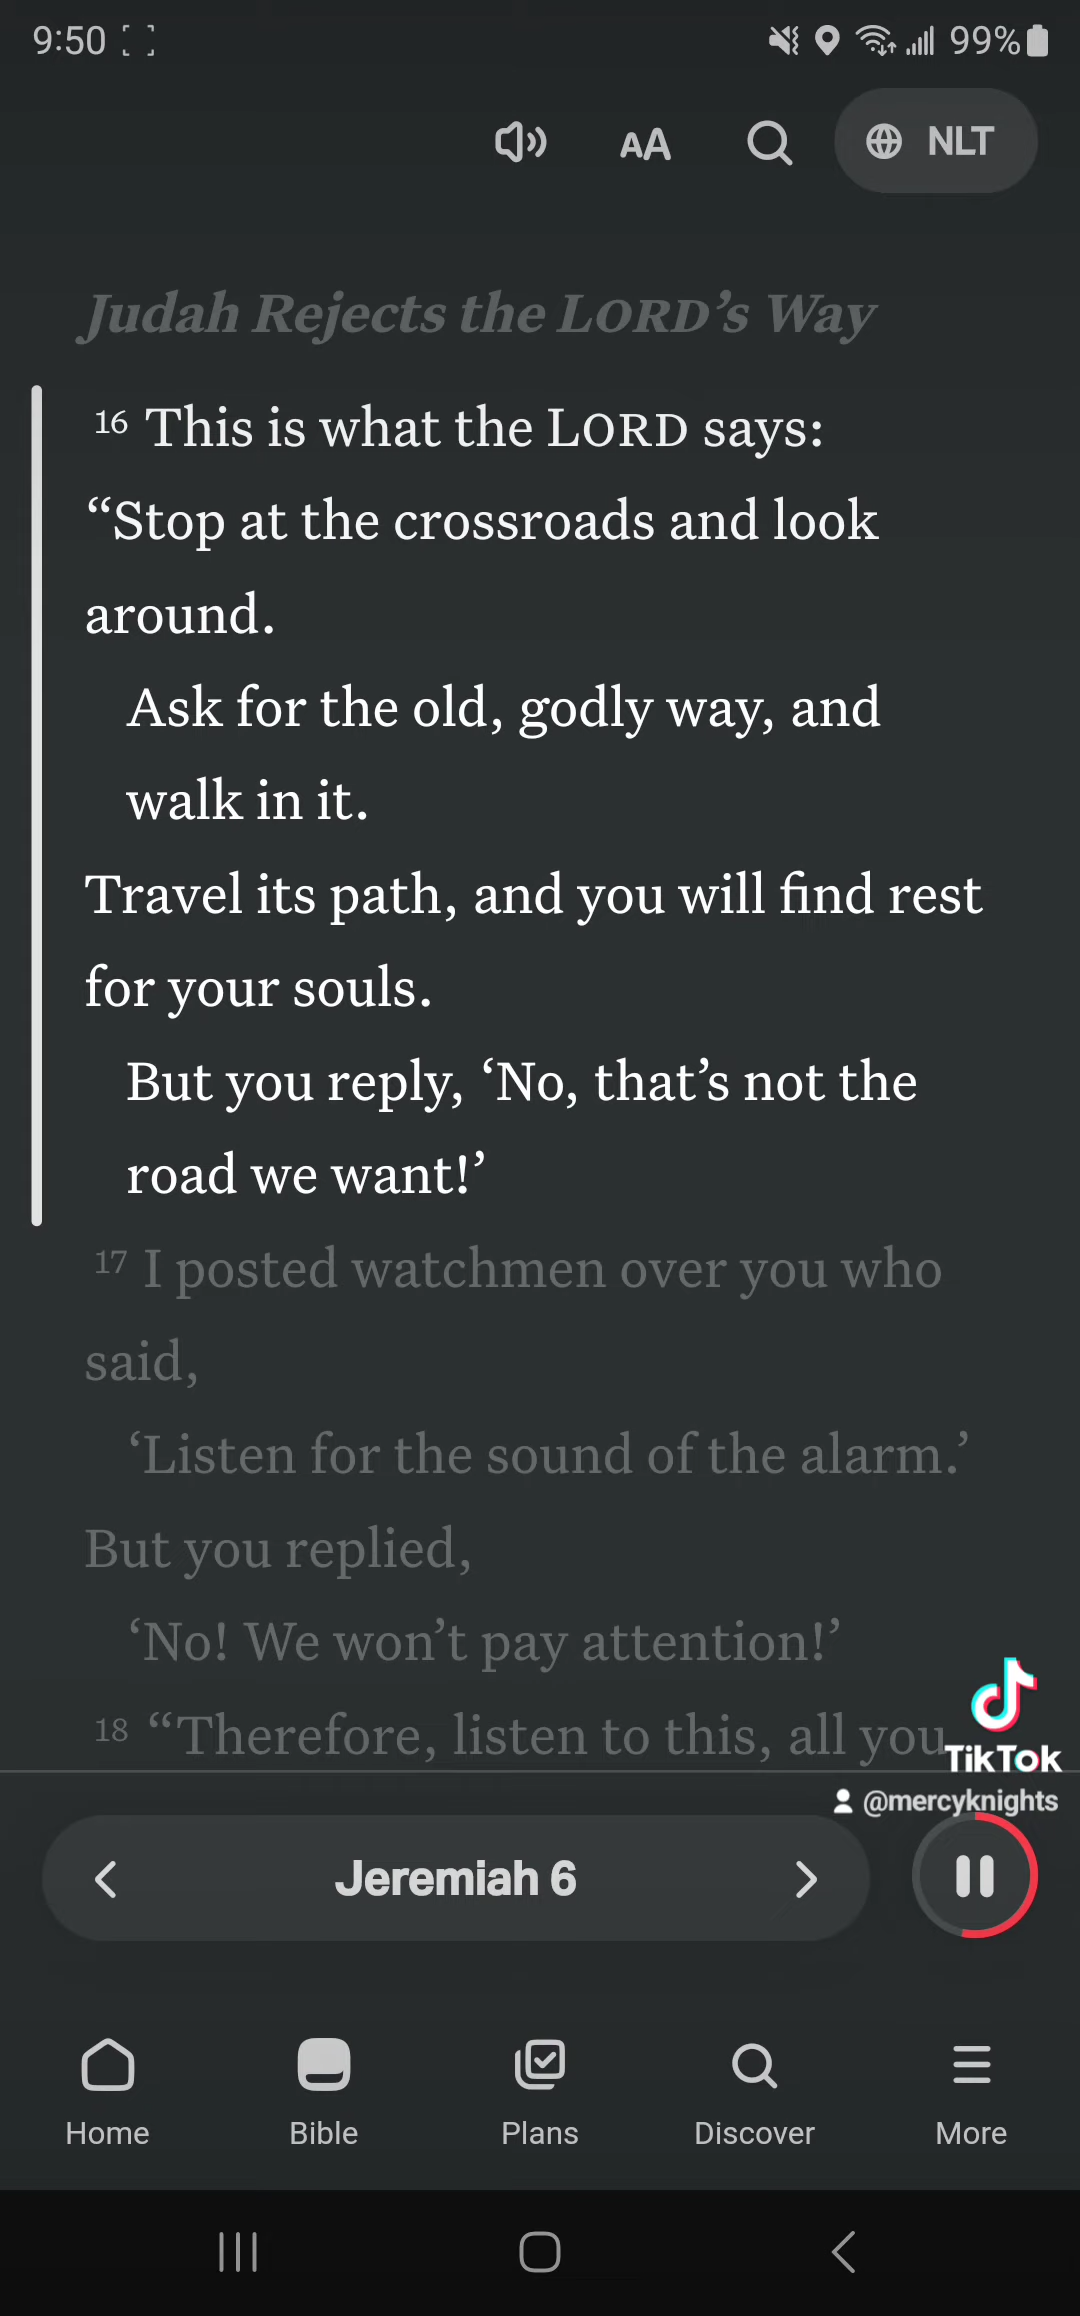 9:50 99%
NLT
Judah Rejects the LORD’s Way
16 This is what the LORD says:
“Stop at the crossroads and look
around.
Ask for the old, godly way, and
walk in it.
Travel its path, and you will find rest
for your souls.
But you reply, ‘No, that’s not the
road we want!’
17 I posted watchmen over you who
said,
‘Listen for the sound of the alarm.’
But you replied,
‘No! We won’t pay attention!’
18 “Therefore, listen to this, all you
TikTok
@mercyknights
Jeremiah 6
Home Bible Plans Discover More